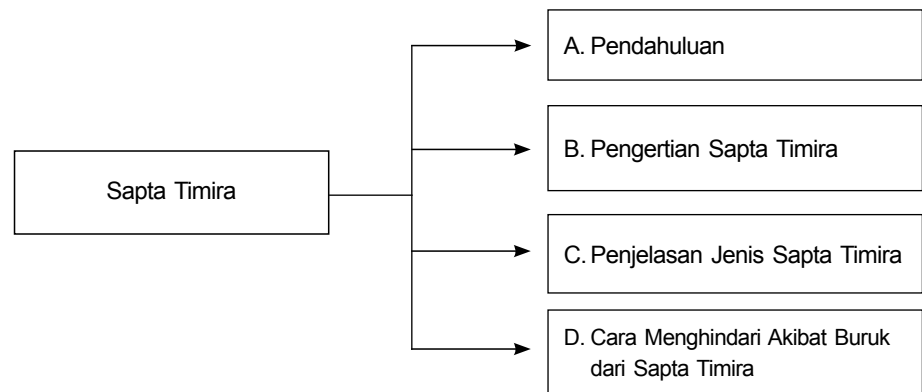 A. Pendahuluan
B. Pengertian Sapta Timira
Sapta Timira
C. Penjelasan Jenis Sapta Timira
D. Cara Menghindari Akibat Buruk
dari Sapta Timira